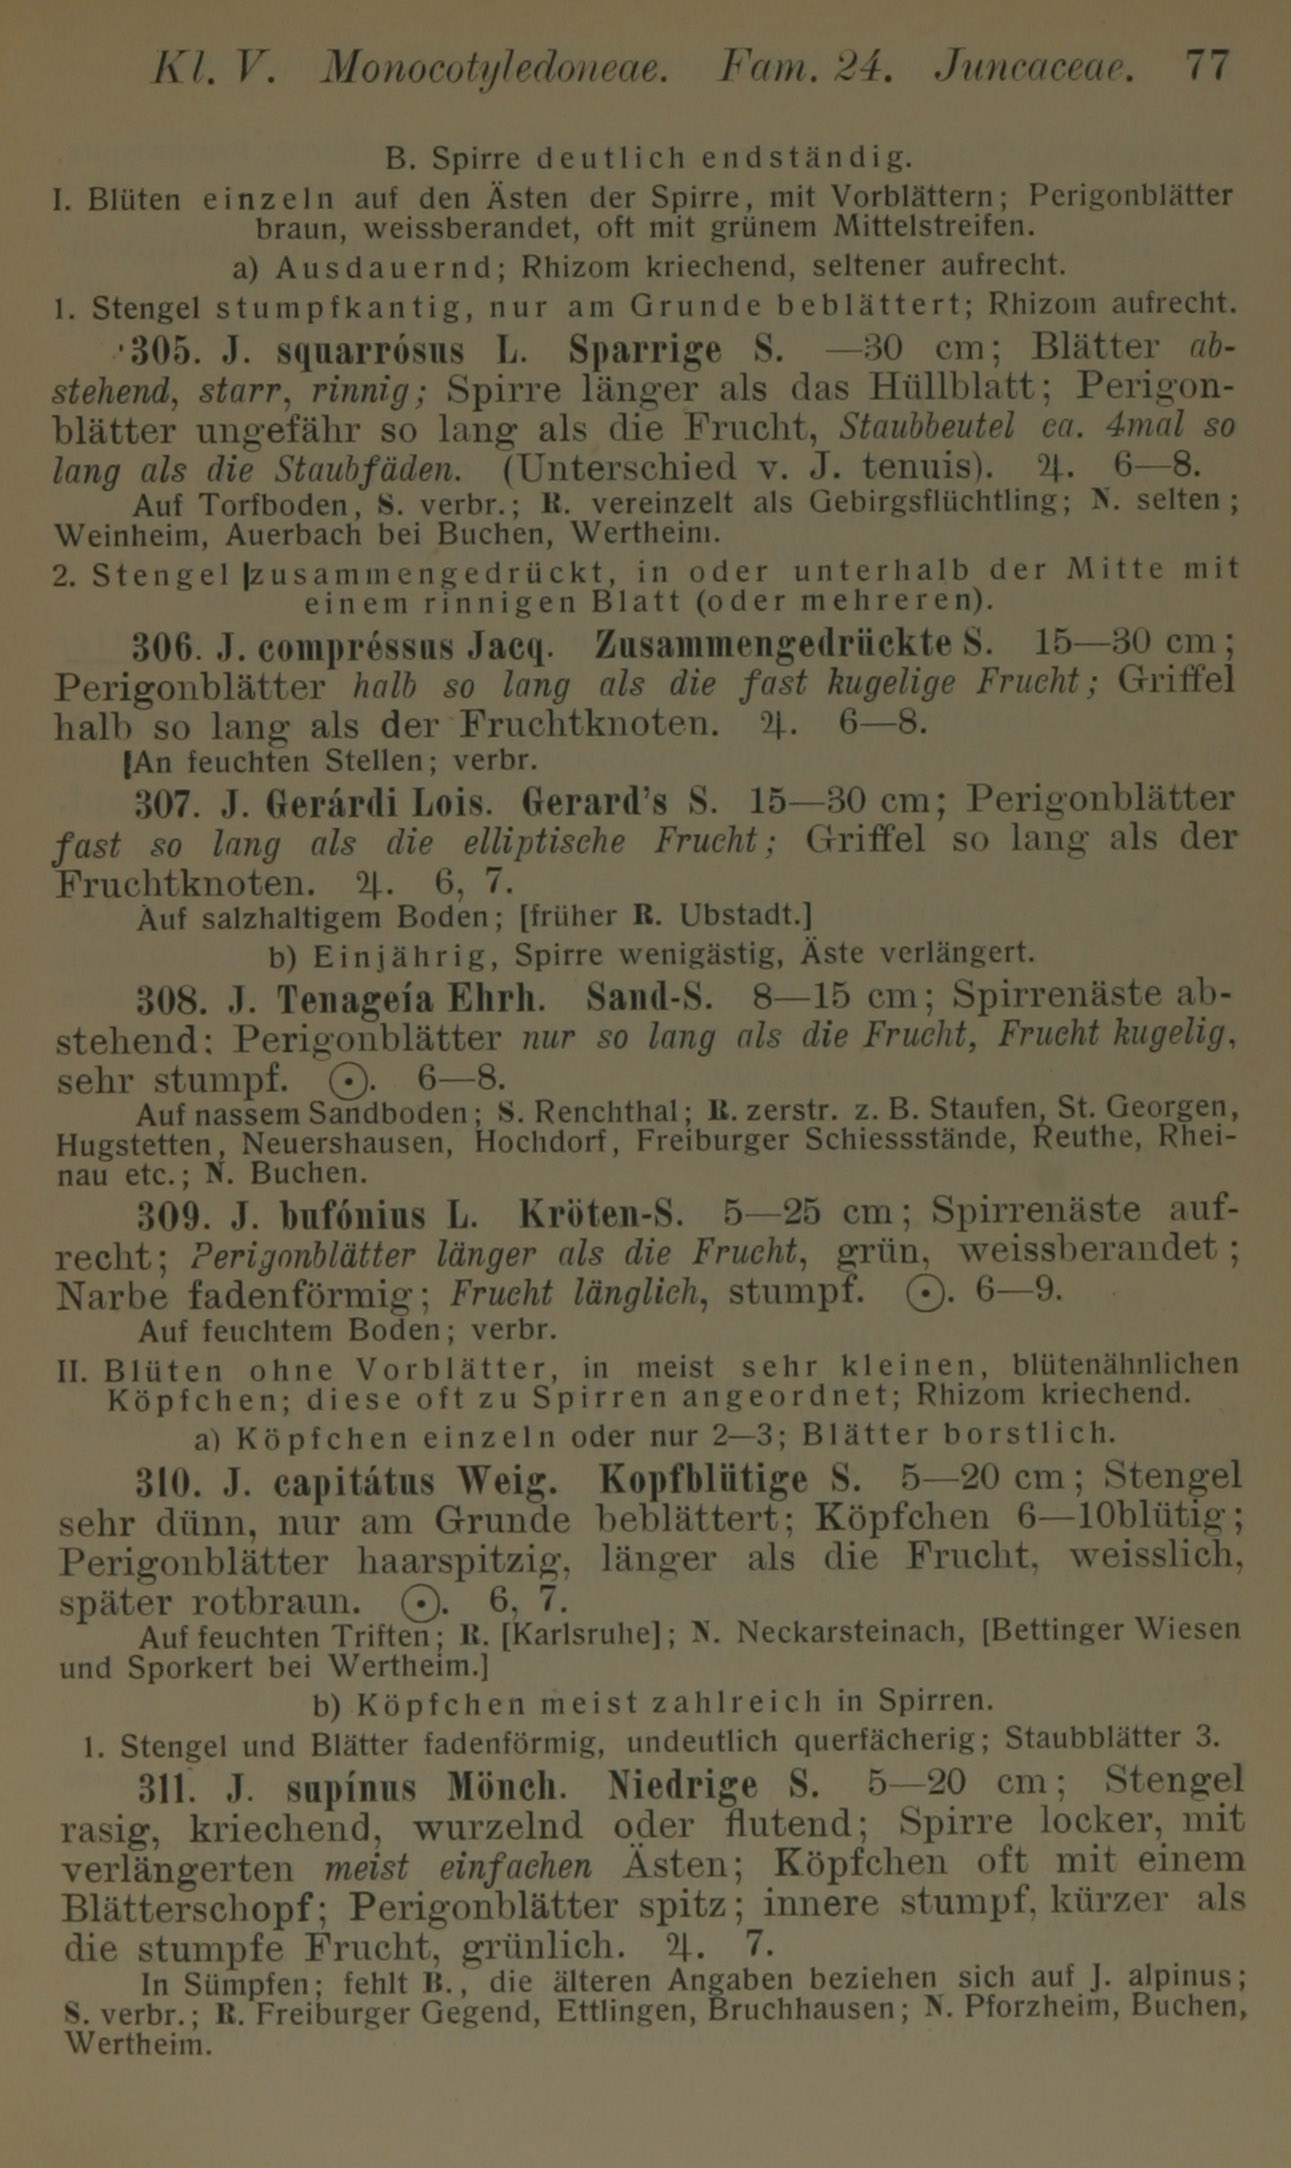 Kl. V. Monocotyledoneae. Fam. 24. Juncaceae. 77
B. Spirre deutlich endständig.
I. Blüten einzeln auf den Ästen der Spirre, mit Vorblättern; Perigonblätter
braun, weissberandet, oft mit grünem Mittelstreifen.
a) Ausdauernd; Rhizom kriechend, seltener aufrecht.
1. Stengel stumpfkantig, nur am Grunde beblättert; Rhizom aufrecht.
305. J. squarrósus L. Sparrige S. —30 cm; Blätter ab-
stehend, starr, rinnig; Spirre länger als das Hüllblatt; Perigon-
blätter ungefähr so lang als die Frucht, Staubbeutel ca. 4mal so
lang als die Staubfäden. (Unterschied v. J. tenuis). ♃. 6—8.
Auf Torfboden, S. verbr.; R. vereinzelt als Gebirgsflüchtling; N. selten;
Weinheim, Auerbach bei Buchen, Wertheim.
2. Stengel |zusammengedrückt, in oder unterhalb der Mitte mit
einem rinnigen Blatt (oder mehreren).
306. J. compréssus Jacq. Zusammengedrückte S. 15—30 cm;
Perigonblätter halb so lang als die fast kugelige Frucht; Griffel
halb so lang als der Fruchtknoten. ♃. 6—8.
|An feuchten Stellen; verbr.
307. J. Gerárdi Lois. Gerard's S. 15—30 cm; Perigonblätter
fast so lang als die elliptische Frucht; Griffel so lang als der
Fruchtknoten. ♃. 6, 7.
Auf salzhaltigem Boden; [früher R. Ubstadt.]
b) Einjährig, Spirre wenigästig, Äste verlängert.
308. J. Tenageía Ehrh. Sand-S. 8—15 cm; Spirrenäste ab-
stehend; Perigonblätter nur so lang als die Frucht, Frucht kugelig,
sehr stumpf. ⊙. 6—8.
Auf nassem Sandboden; S. Renchthal; R. zerstr. z. B. Staufen, St. Georgen,
Hugstetten, Neuershausen, Hochdorf, Freiburger Schiessstände, Reuthe, Rhei-
nau etc.; N. Buchen.
309. J. bufónius L. Kröten-S. 5—25 cm; Spirrenäste auf-
recht; Perigonblätter länger als die Frucht, grün, weissberandet;
Narbe fadenförmig; Frucht länglich, stumpf. ⊙. 6—9.
Auf feuchtem Boden; verbr.
II. Blüten ohne Vorblätter, in meist sehr kleinen, blütenähnlichen
Köpfchen; diese oft zu Spirren angeordnet; Rhizom kriechend.
a) Köpfchen einzeln oder nur 2—3; Blätter borstlich.
310. J. capitátus Weig. Kopfblütige S. 5—20 cm; Stengel
sehr dünn, nur am Grunde beblättert; Köpfchen 6—10blütig;
Perigonblätter haarspitzig, länger als die Frucht, weisslich,
später rotbraun. ⊙. 6, 7.
Auf feuchten Triften; R. [Karlsruhe]; N. Neckarsteinach, [Bettinger Wiesen
und Sporkert bei Wertheim.]
b) Köpfchen meist zahlreich in Spirren.
1. Stengel und Blätter fadenförmig, undeutlich querfächerig; Staubblätter 3.
311. J. supínus Mönch. Niedrige S. 5—20 cm; Stengel
rasig, kriechend, wurzelnd oder flutend; Spirre locker, mit
verlängerten meist einfachen Ästen; Köpfchen oft mit einem
Blätterschopf; Perigonblätter spitz; innere stumpf, kürzer als
die stumpfe Frucht, grünlich. ♃. 7.
In Sümpfen; fehlt B., die älteren Angaben beziehen sich auf J. alpinus;
S. verbr.; R. Freiburger Gegend, Ettlingen, Bruchhausen; N. Pforzheim, Buchen,
Wertheim.